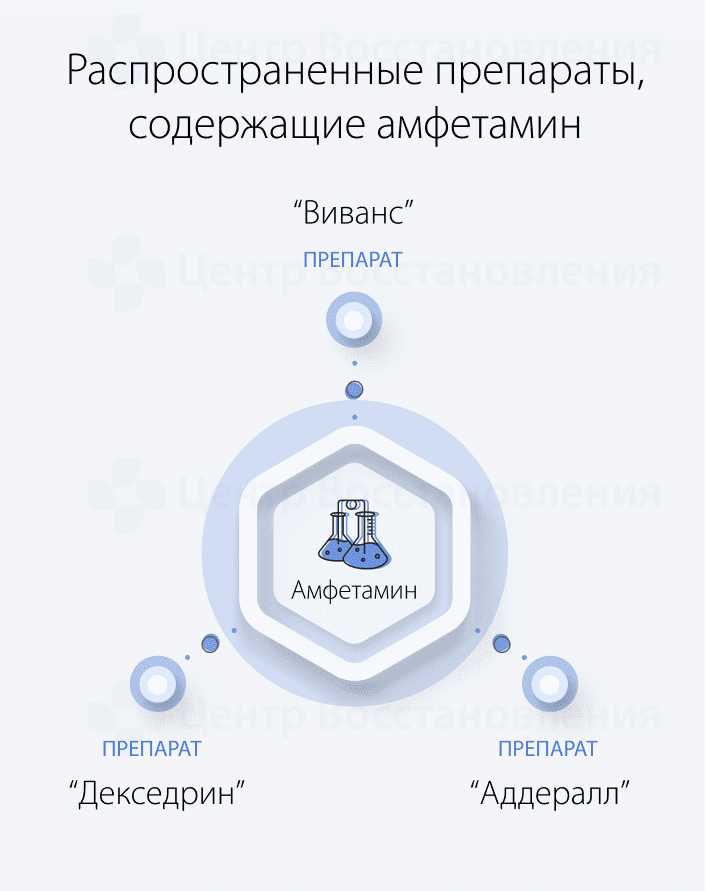 Центр Восстановления
Распространенные препараты,
содержащие амфетамин
“Виванс”
ПРЕПАРАТ
Центр Восстановления
Центр Восстановления
Амфетамин
Центр Восстановления
ПРЕПАРАТ
ПРЕПАРАТ
“Декседрин”
“Аддералл”